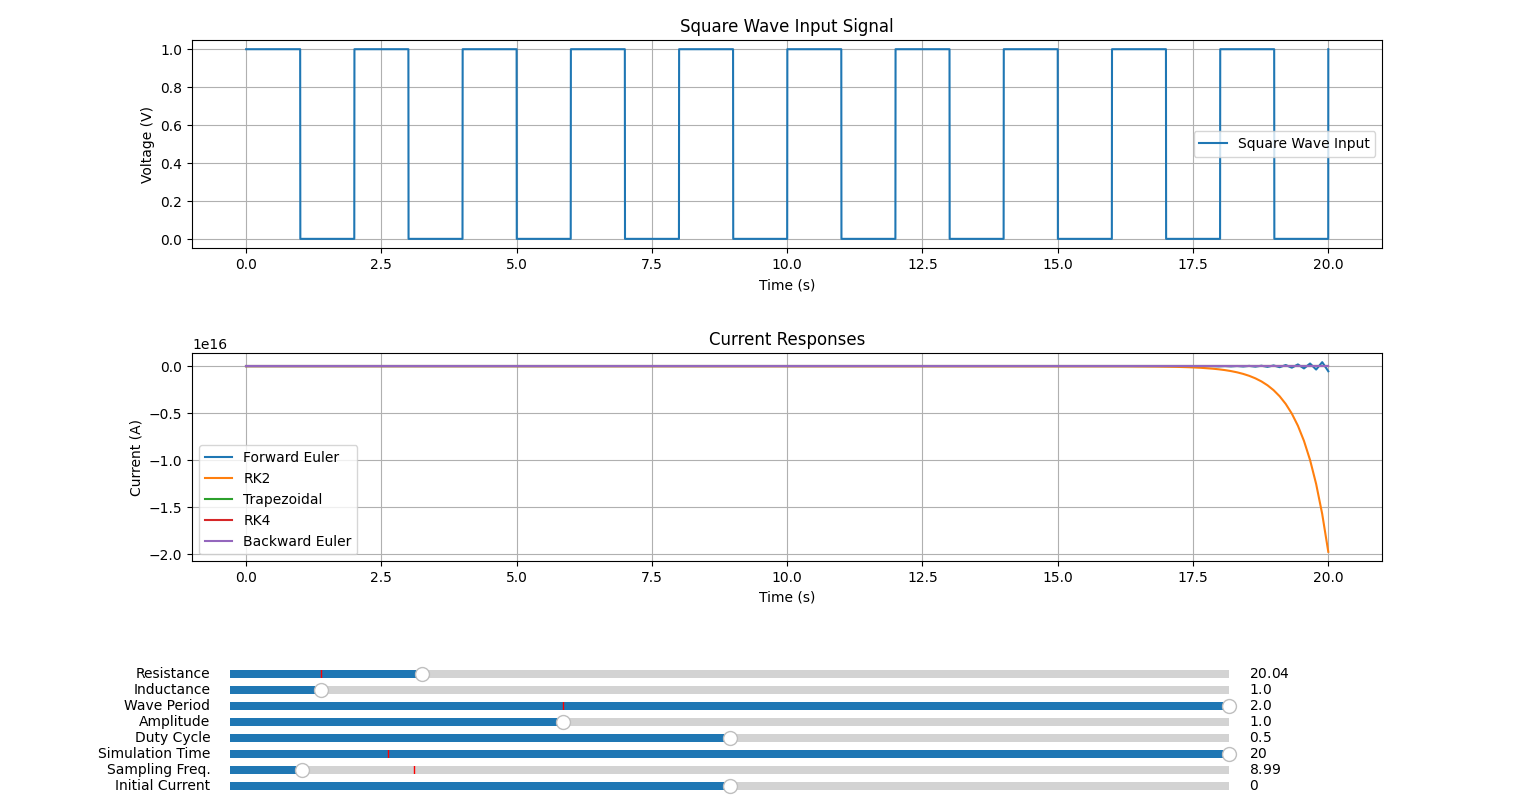 Square Wave Input Signal
1.0
0.8
0.6
0.4
0.2
0.0
Voltage (V)
Square Wave Input
0.0 2.5 5.0 7.5 10.0 12.5 15.0 17.5 20.0
Time (s)
Current Responses
1e16
0.0
−0.5
−1.0
−1.5
−2.0
Current (A)
Forward Euler
RK2
Trapezoidal
RK4
Backward Euler
0.0 2.5 5.0 7.5 10.0 12.5 15.0 17.5 20.0
Time (s)
Resistance 20.04
Inductance 1.0
Wave Period 2.0
Amplitude 1.0
Duty Cycle 0.5
Simulation Time 20
Sampling Freq. 8.99
Initial Current 0